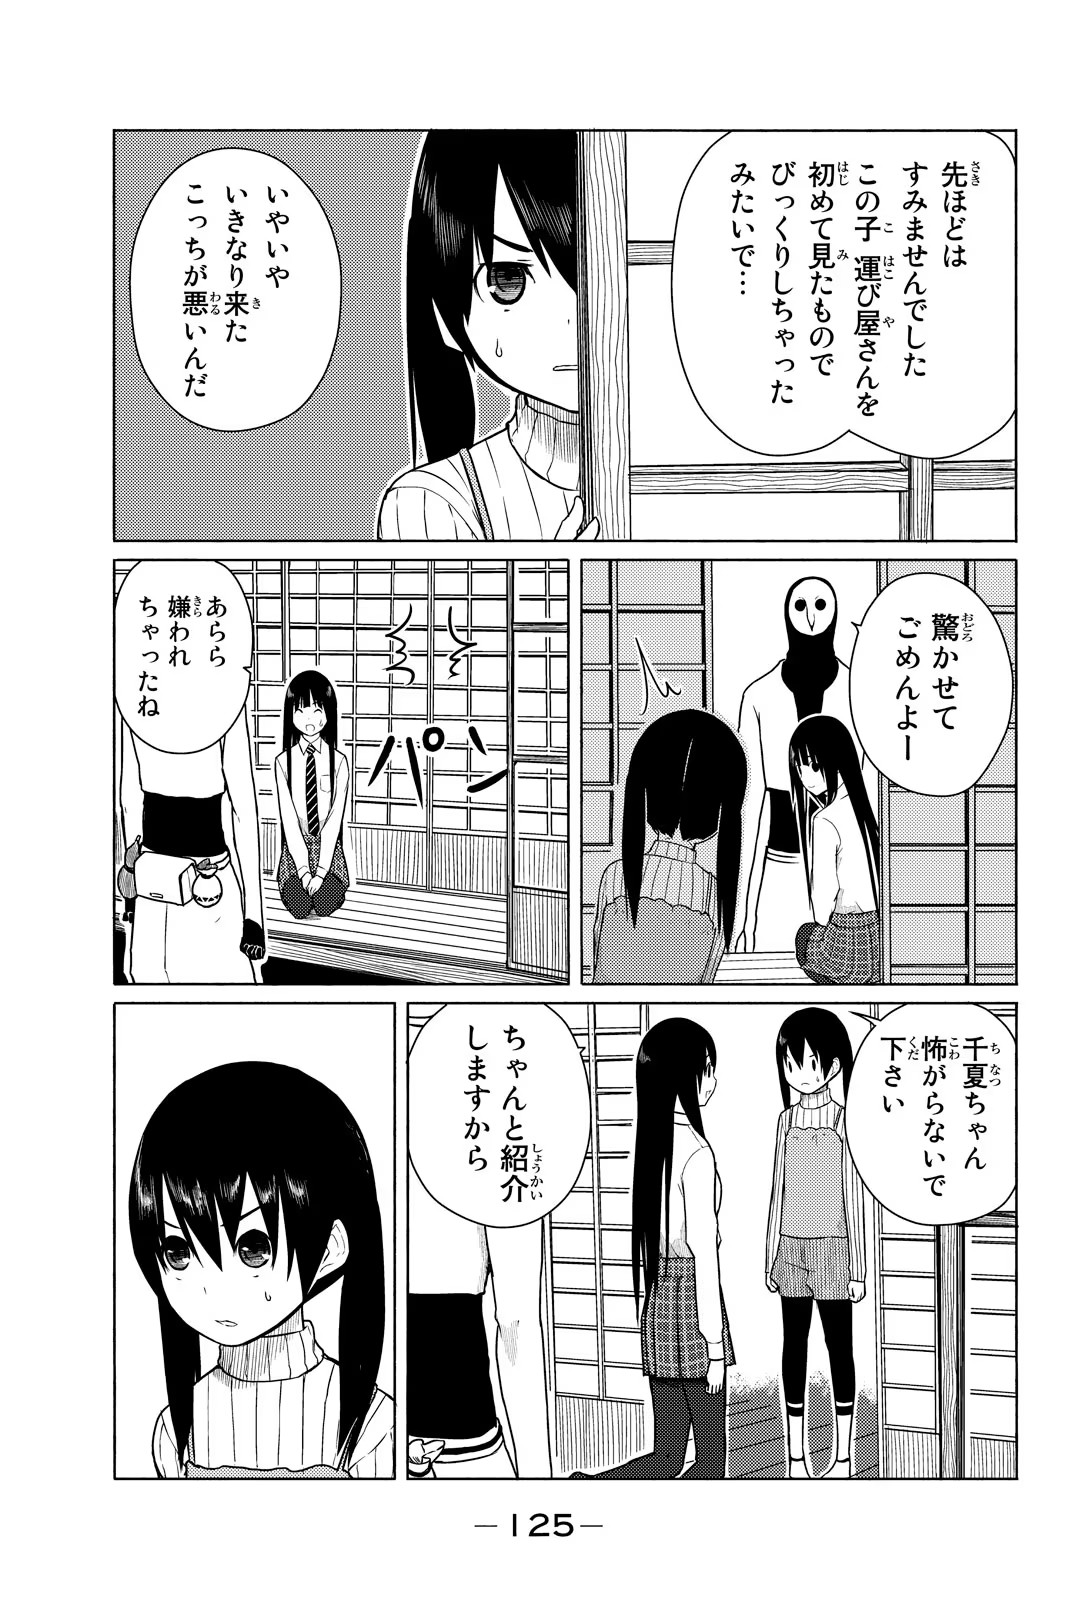 先ほどは
すみませんでした
この子 運び屋さんを
初めて見たもので
びっくりしちゃった
みたいで…
いやいや
いきなり来た
こっちが悪いんだ
驚かせて
ごめんよー
パン
あらら
嫌われ
ちゃったね
千夏ちゃん
怖がらないで
下さい
ちゃんと紹介
しますから
—125—